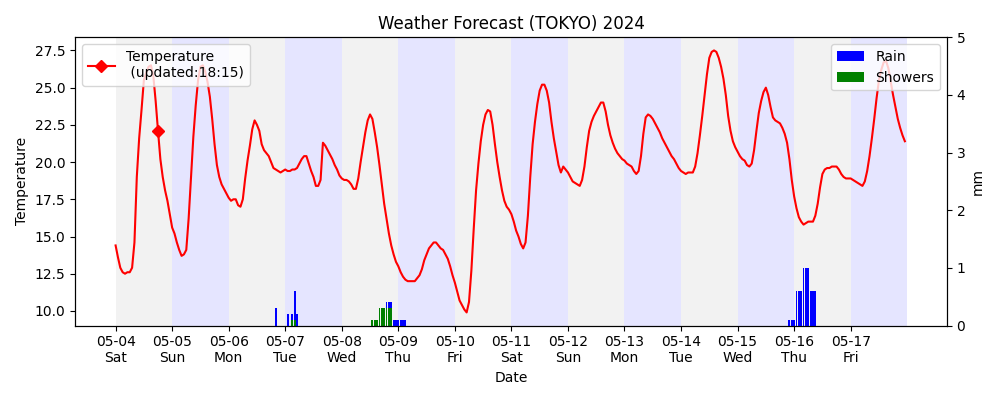 Weather Forecast (TOKYO) 2024
Temperature
(updated:18:15)
Rain
Showers
Temperature
27.5
25.0
22.5
20.0
17.5
15.0
12.5
10.0
5
4
3
2
1
0
mm
05-04 05-05 05-06 05-07 05-08 05-09 05-10 05-11 05-12 05-13 05-14 05-15 05-16 05-17
Sat Sun Mon Tue Wed Thu Fri Sat Sun Mon Tue Wed Thu Fri
Date